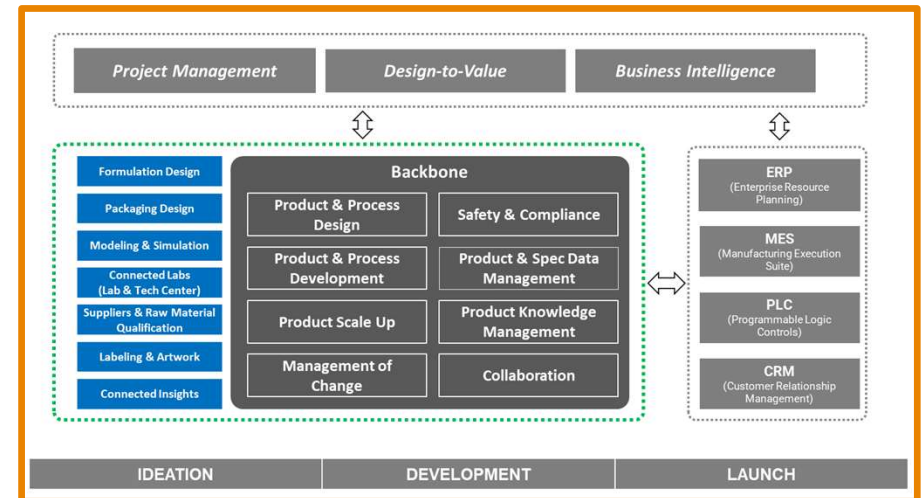 Project Management
Design-to-Value
Business Intelligence
Formulation Design
Packaging Design
Modeling & Simulation
Connected Labs
(Lab & Tech Center)
Suppliers & Raw Material
Qualification
Labeling & Artwork
Connected Insights
Backbone
Product & Process
Design
Safety & Compliance
Product & Process
Development
Product & Spec Data
Management
Product Scale Up
Product Knowledge
Management
Management of
Change
Collaboration
ERP
(Enterprise Resource
Planning)
MES
(Manufacturing Execution
Suite)
PLC
(Programmable Logic
Controls)
CRM
(Customer Relationship
Management)
IDEATION
DEVELOPMENT
LAUNCH